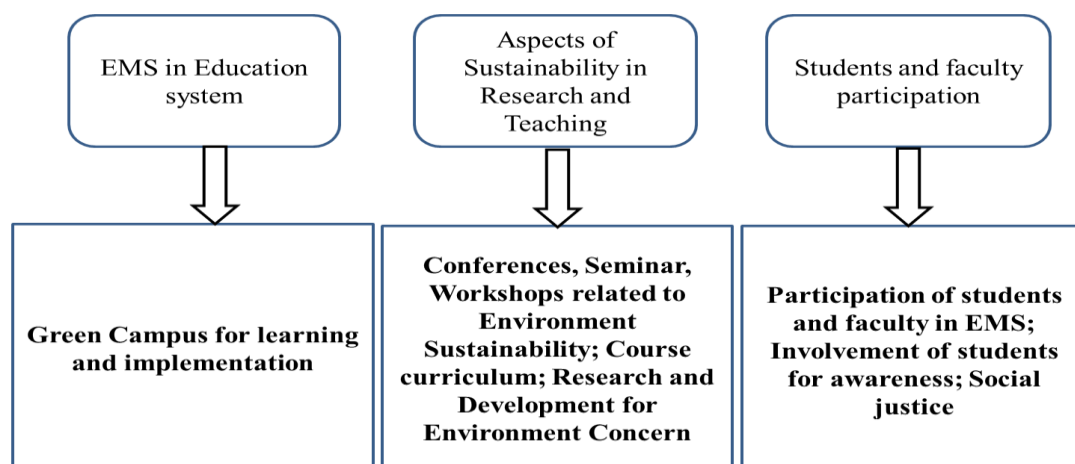 EMS in Education
system
Aspects of
Sustainability in
Research and
Teaching
Students and faculty
participation
Green Campus for learning
and implementation
Conferences, Seminar,
Workshops related to
Environment
Sustainability; Course
curriculum; Research and
Development for
Environment Concern
Participation of students
and faculty in EMS;
Involvement of students
for awareness; Social
justice